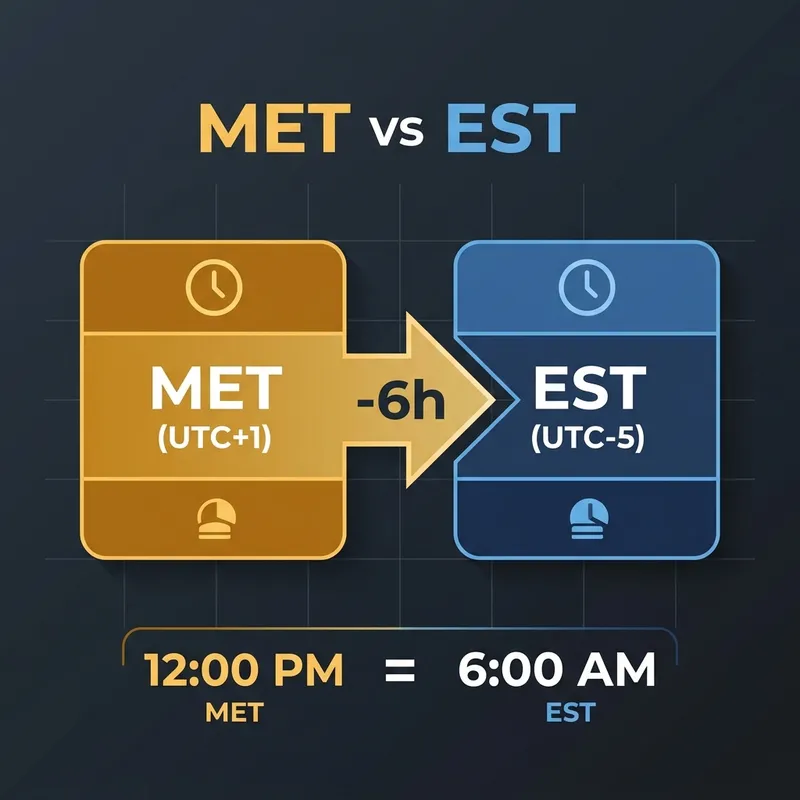 MET vs EST
MET
(UTC+1)
-6h
EST
(UTC-5)
12:00 PM = 6:00 AM
MET EST